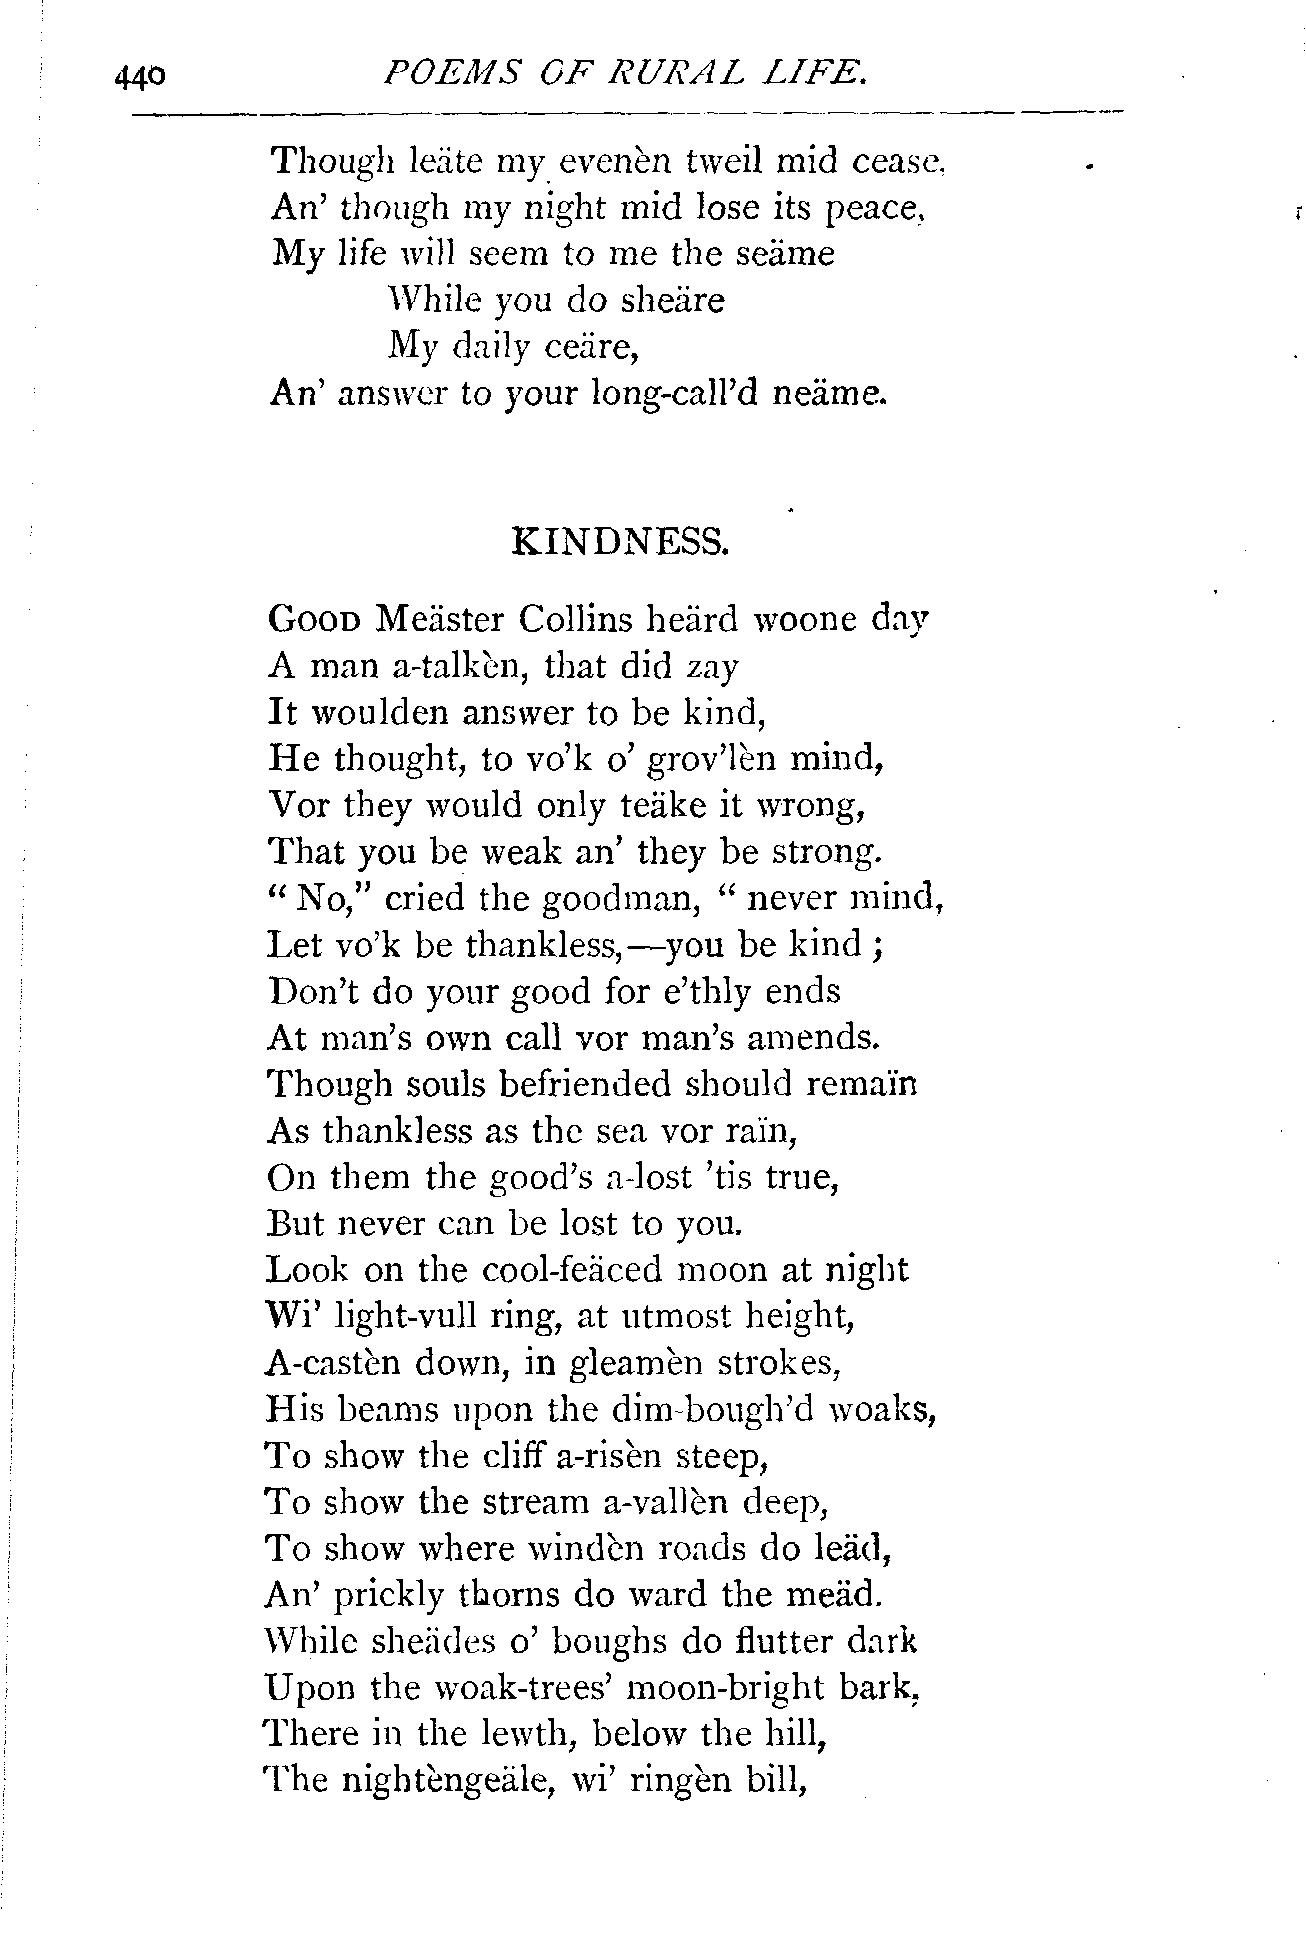 440 POEMS OF RURAL LIFE.
Though leäte my evenèn tweil mid cease,
An' though my night mid lose its peace,
My life will seem to me the seäme
While you do sheäre
My daily ceäre,
An' answer to your long-call'd neäme.
KINDNESS.
GOOD Meäster Collins heärd woone day
A man a-talkèn, that did zay
It woulden answer to be kind,
He thought, to vo'k o' grov'lèn mind,
Vor they would only teäke it wrong,
That you be weak an' they be strong.
“ No,” cried the goodman, “ never mind,
Let vo'k be thankless,—you be kind ;
Don't do your good for e'thly ends
At man's own call vor man's amends.
Though souls befriended should remaïn
As thankless as the sea vor raïn,
On them the good's a-lost 'tis true,
But never can be lost to you.
Look on the cool-feäced moon at night
Wi' light-vull ring, at utmost height,
A-castèn down, in gleamèn strokes,
His beams upon the dim-bough'd woaks,
To show the cliff a-risèn steep,
To show the stream a-vallèn deep,
To show where windèn roads do leäd,
An' prickly thorns do ward the meäd.
While sheädes o' boughs do flutter dark
Upon the woak-trees' moon-bright bark,
There in the lewth, below the hill,
The nightèngeäle, wi' ringèn bill,